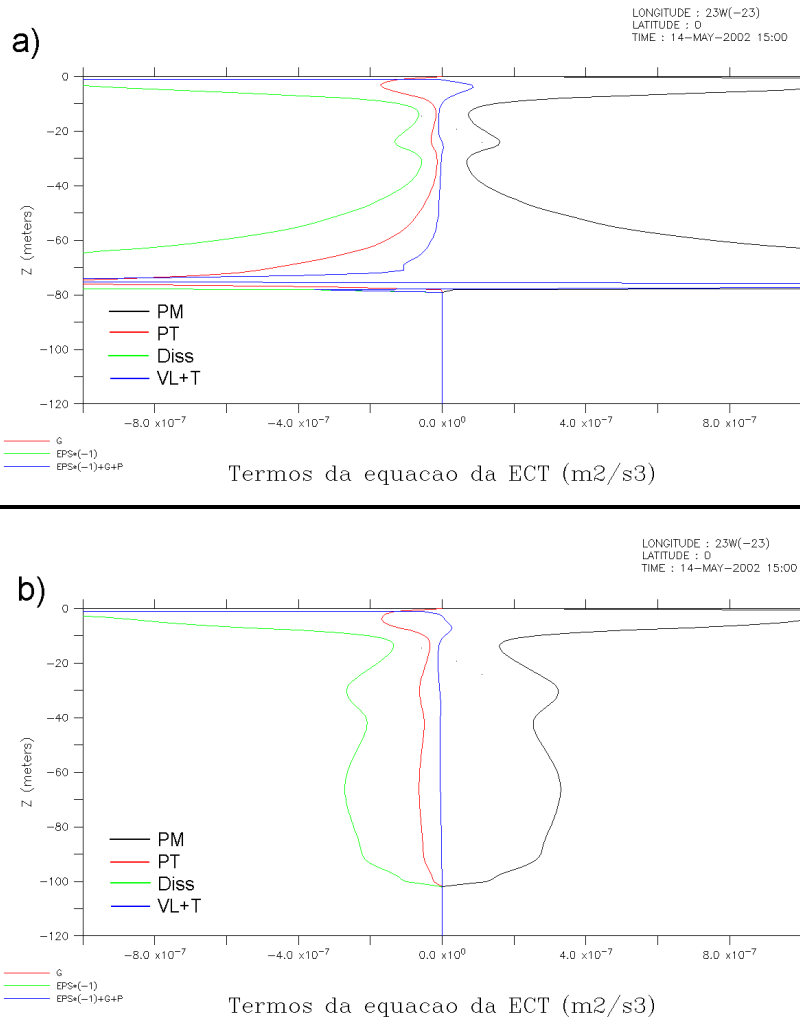 LONGITUDE : 23W(−23)
LATITUDE : 0
TIME : 14−MAY−2002 15:00
a)
0
−20
−40
−60
−80
−100
−120
Z (meters)
PM
PT
Diss
VL+T
−8.0 x10⁻⁷
−4.0 x10⁻⁷
0.0 x10⁰
4.0 x10⁻⁷
8.0 x10⁻⁷
G
EPS*(−1)
EPS*(−1)+G+P
Termos da equacao da ECT (m2/s3)
LONGITUDE : 23W(−23)
LATITUDE : 0
TIME : 14−MAY−2002 15:00
b)
0
−20
−40
−60
−80
−100
−120
Z (meters)
PM
PT
Diss
VL+T
−8.0 x10⁻⁷
−4.0 x10⁻⁷
0.0 x10⁰
4.0 x10⁻⁷
8.0 x10⁻⁷
G
EPS*(−1)
EPS*(−1)+G+P
Termos da equacao da ECT (m2/s3)